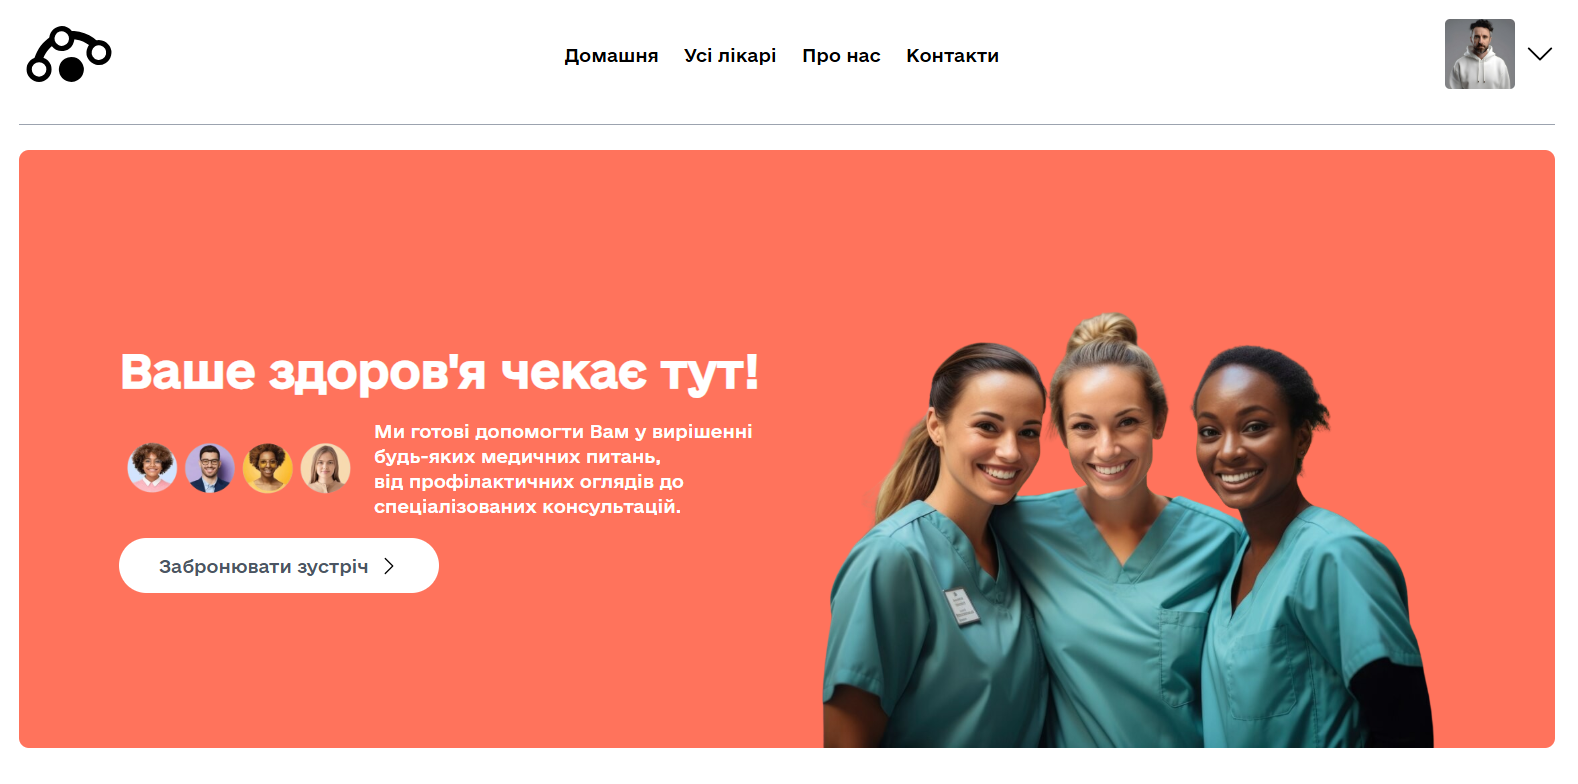 Домашня Усі лікарі Про нас Контакти
Ваше здоров'я чекає тут!
Ми готові допомогти Вам у вирішенні
будь-яких медичних питань,
від профілактичних оглядів до
спеціалізованих консультацій.
Забронювати зустріч